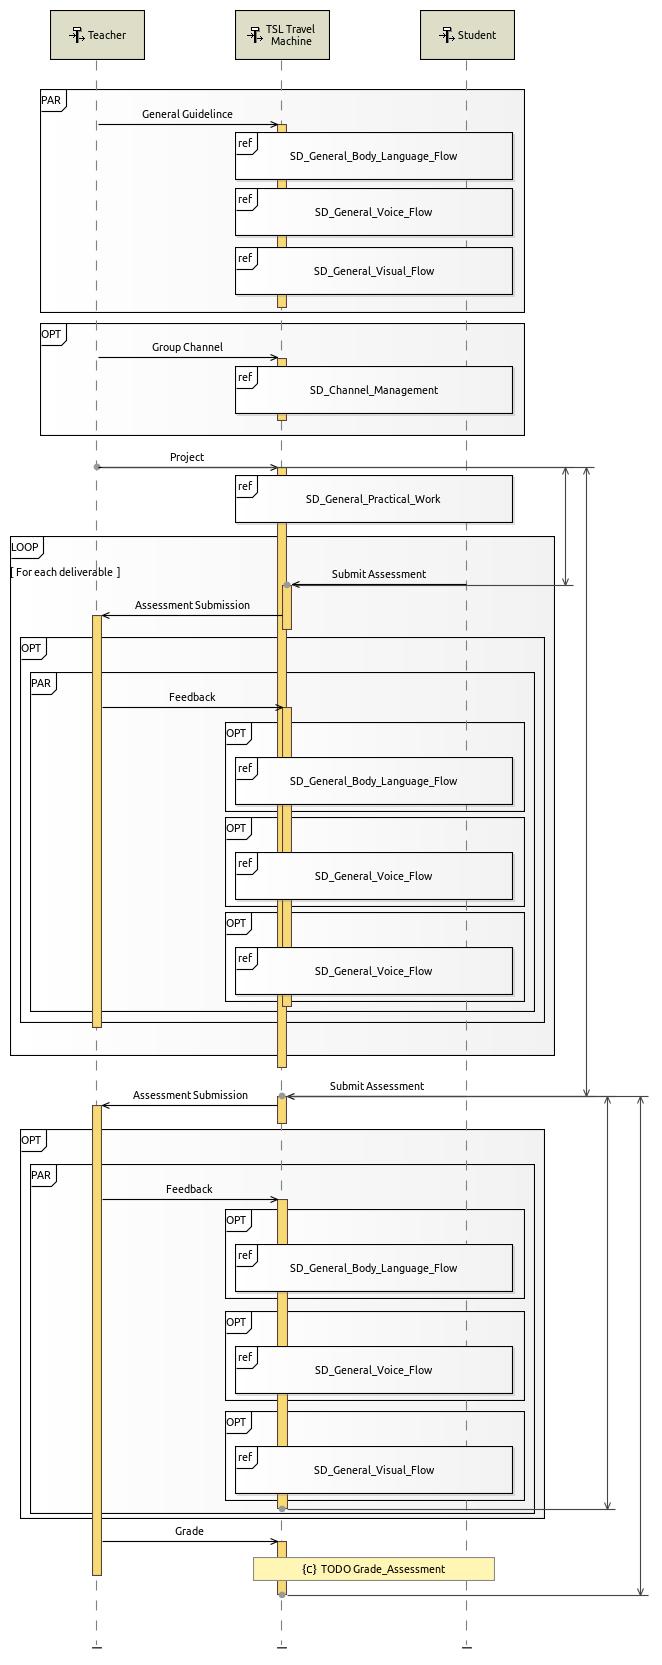 Teacher
TSL Travel
Machine
Student
PAR
General Guidelince
ref
SD_General_Body_Language_Flow
ref
SD_General_Voice_Flow
ref
SD_General_Visual_Flow
OPT
Group Channel
ref
SD_Channel_Management
Project
ref
SD_General_Practical_Work
LOOP
[ For each deliverable ]
Submit Assessment
Assessment Submission
OPT
PAR
Feedback
OPT
ref
SD_General_Body_Language_Flow
OPT
ref
SD_General_Voice_Flow
OPT
ref
SD_General_Voice_Flow
Submit Assessment
Assessment Submission
OPT
PAR
Feedback
OPT
ref
SD_General_Body_Language_Flow
OPT
ref
SD_General_Voice_Flow
OPT
ref
SD_General_Visual_Flow
Grade
{c} TODO Grade_Assessment